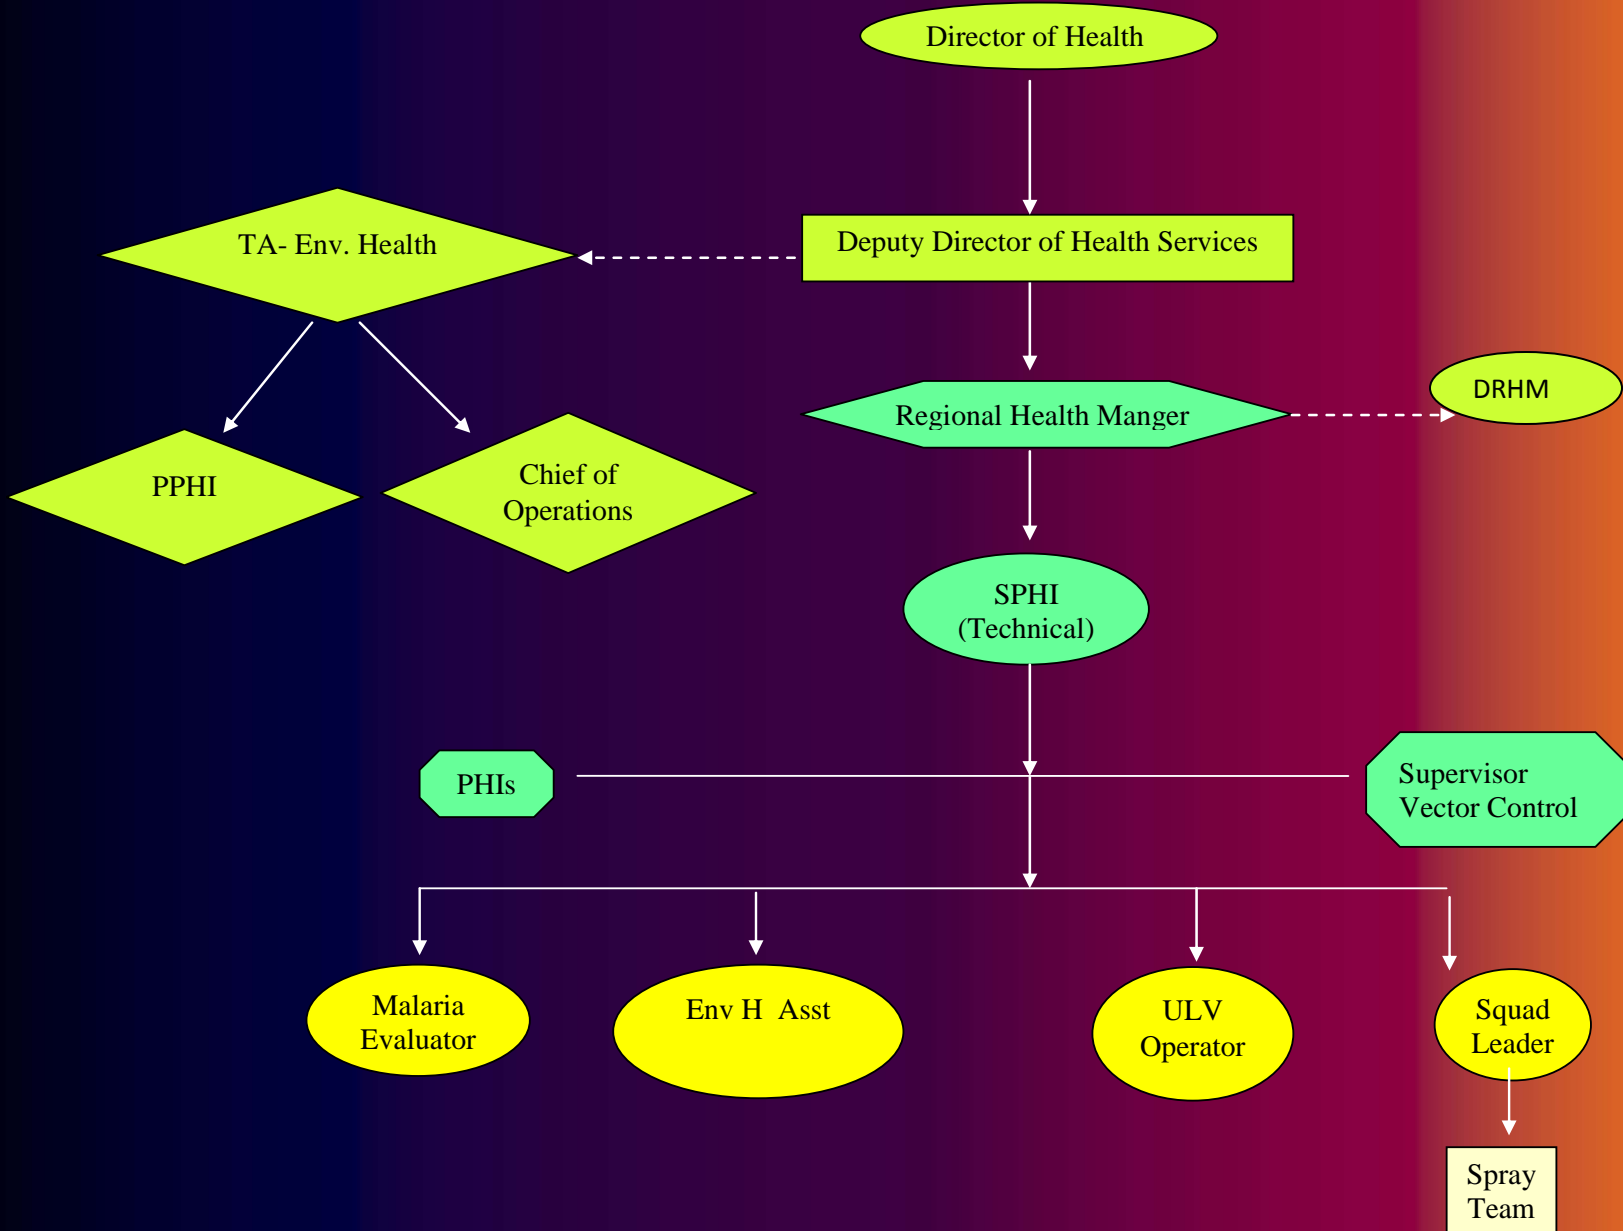 Director of Health
TA- Env. Health
Deputy Director of Health Services
Regional Health Manger
DRHM
PPHI
Chief of
Operations
SPHI
(Technical)
PHIs
Supervisor
Vector Control
Malaria
Evaluator
Env H  Asst
ULV
Operator
Squad
Leader
Spray
Team